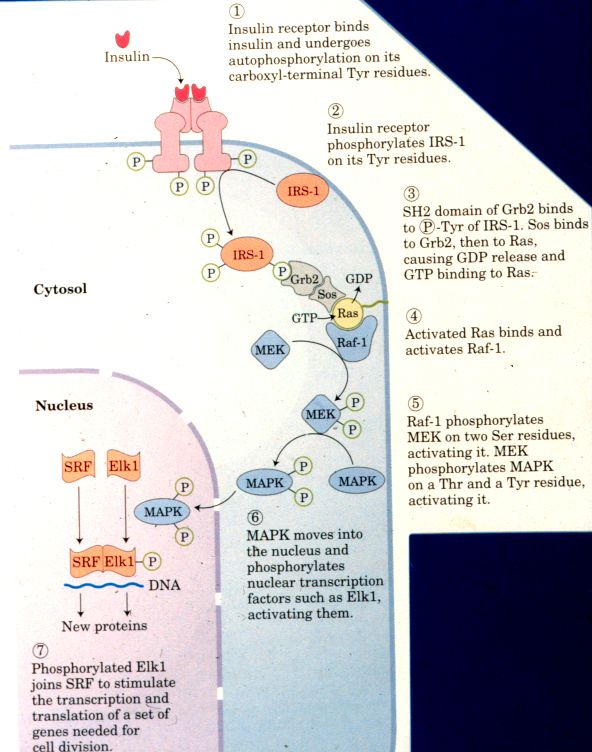 ①
Insulin receptor binds
insulin and undergoes
autophosphorylation on its
carboxyl-terminal Tyr residues.
Insulin
②
Insulin receptor
phosphorylates IRS-1
on its Tyr residues.
P
P
P
P
IRS-1
③
SH2 domain of Grb2 binds
to Ⓟ-Tyr of IRS-1. Sos binds
to Grb2, then to Ras,
causing GDP release and
GTP binding to Ras.
P
IRS-1
P
P
Grb2
Sos
GDP
GTP
Ras
Raf-1
Cytosol
④
Activated Ras binds and
activates Raf-1.
MEK
⑤
Raf-1 phosphorylates
MEK on two Ser residues,
activating it. MEK
phosphorylates MAPK
on a Thr and a Tyr residue,
activating it.
MEK
P
P
Nucleus
SRF
Elk1
MAPK
P
P
MAPK
MAPK
P
P
⑥
MAPK moves into
the nucleus and
phosphorylates
nuclear transcription
factors such as Elk1,
activating them.
SRF
Elk1
P
DNA
New proteins
⑦
Phosphorylated Elk1
joins SRF to stimulate
the transcription and
translation of a set of
genes needed for
cell division.